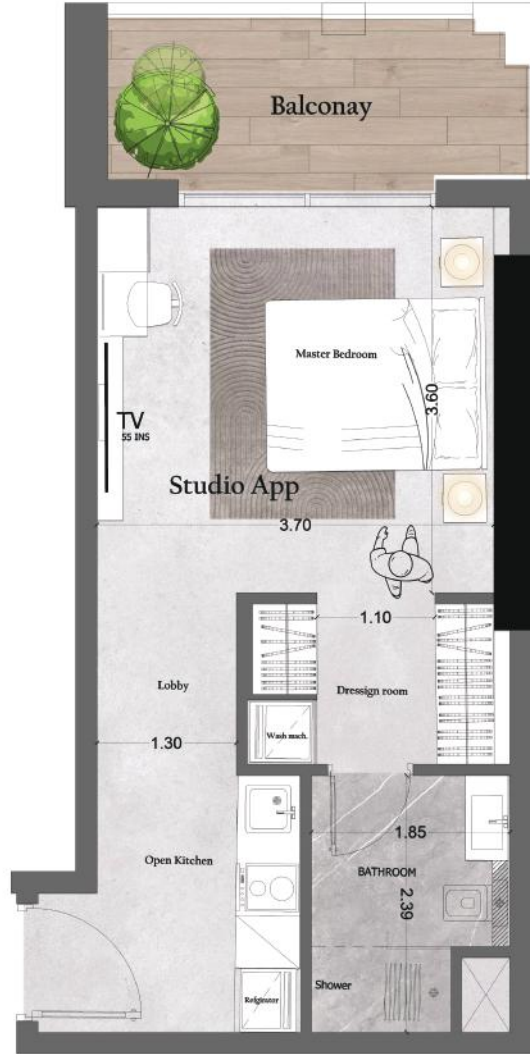 Balconay
Master Bedroom
3.60
TV
55 INS
Studio App
3.70
1.10
Lobby
Dressign room
Wash mach.
1.30
1.85
Open Kitchen
BATHROOM
2.39
Shower
Refginator